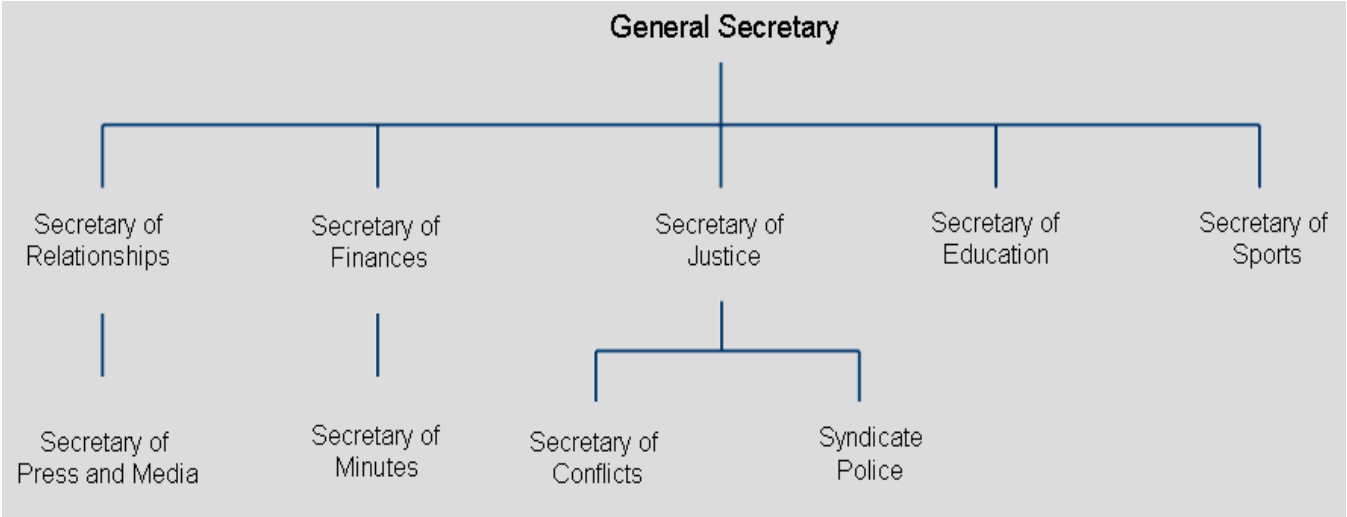 General Secretary
Secretary of
Relationships
Secretary of
Finances
Secretary of
Justice
Secretary of
Education
Secretary of
Sports
Secretary of
Press and Media
Secretary of
Minutes
Secretary of
Conflicts
Syndicate
Police